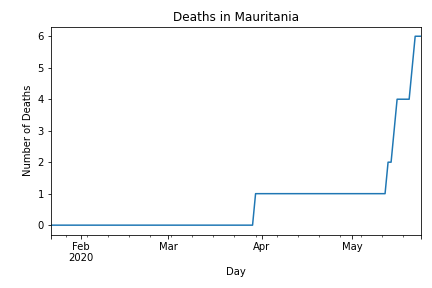 Deaths in Mauritania
Number of Deaths
6
5
4
3
2
1
0
Feb
2020
Mar
Apr
May
Day